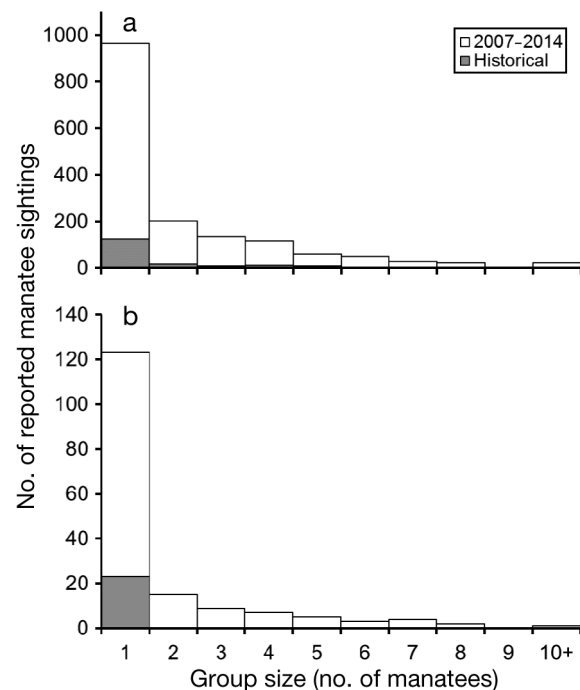 a
2007–2014
Historical
1000
800
600
400
200
0
No. of reported manatee sightings
b
140
120
100
80
60
40
20
0
1 2 3 4 5 6 7 8 9 10+
Group size (no. of manatees)